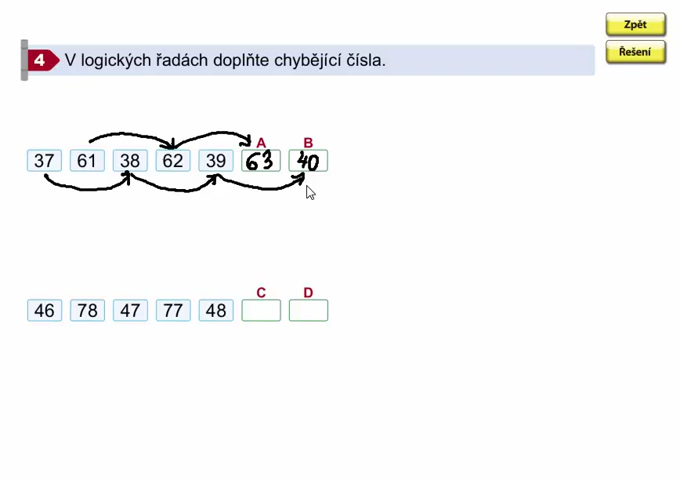 Zpět
Řešení
4 V logických řadách doplňte chybějící čísla.
A B
37 61 38 62 39 63 40
C D
46 78 47 77 48